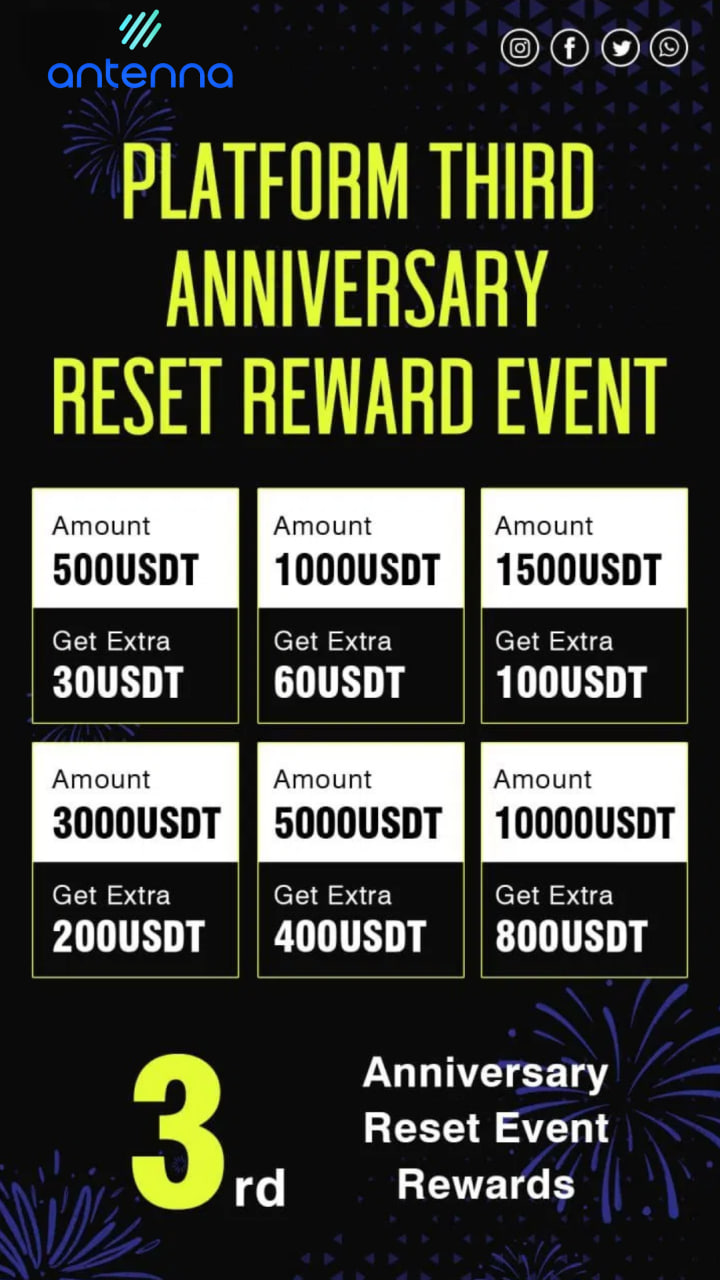 antenna
PLATFORM THIRD
ANNIVERSARY
RESET REWARD EVENT
Amount
500USDT
Get Extra
30USDT
Amount
1000USDT
Get Extra
60USDT
Amount
1500USDT
Get Extra
100USDT
Amount
3000USDT
Get Extra
200USDT
Amount
5000USDT
Get Extra
400USDT
Amount
10000USDT
Get Extra
800USDT
3rd
Anniversary
Reset Event
Rewards